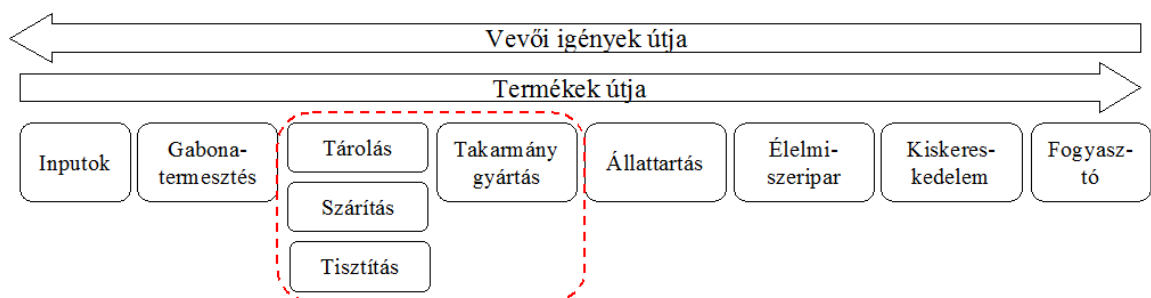 Vevői igények útja
Termékek útja
Inputok
Gabona-
termesztés
Tárolás
Szárítás
Tisztítás
Takarmány
gyártás
Állattartás
Élelmi-
szeripar
Kiskeres-
kedelem
Fogyasz-
tó